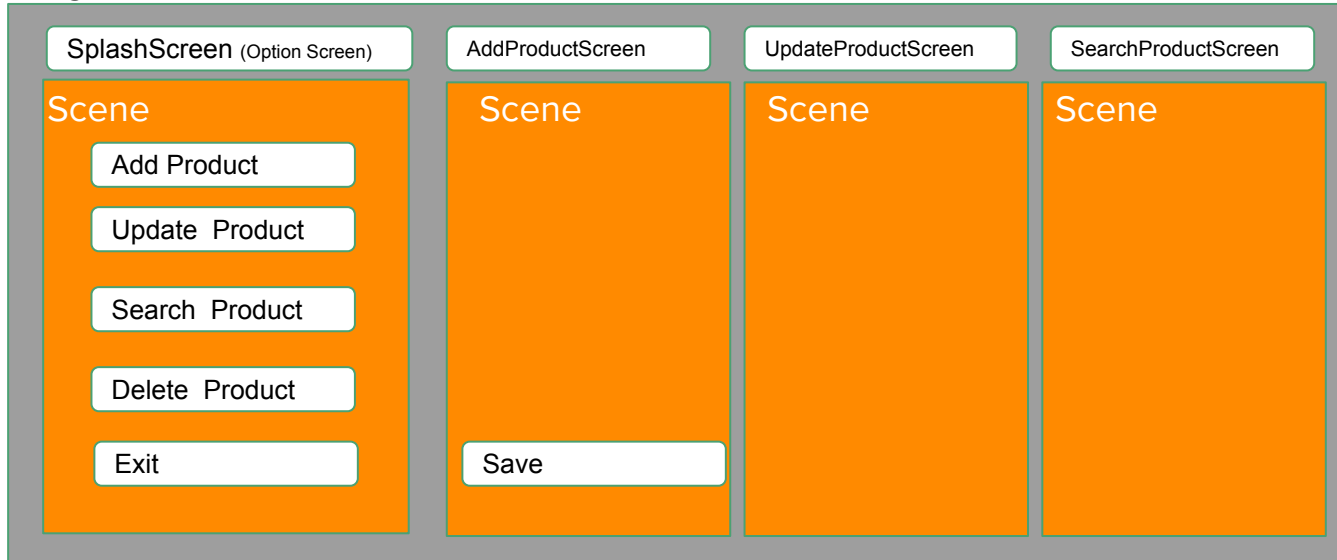 SplashScreen (Option Screen)
AddProductScreen
UpdateProductScreen
SearchProductScreen
Scene
Add Product
Update Product
Search Product
Delete Product
Exit
Scene
Save
Scene
Scene